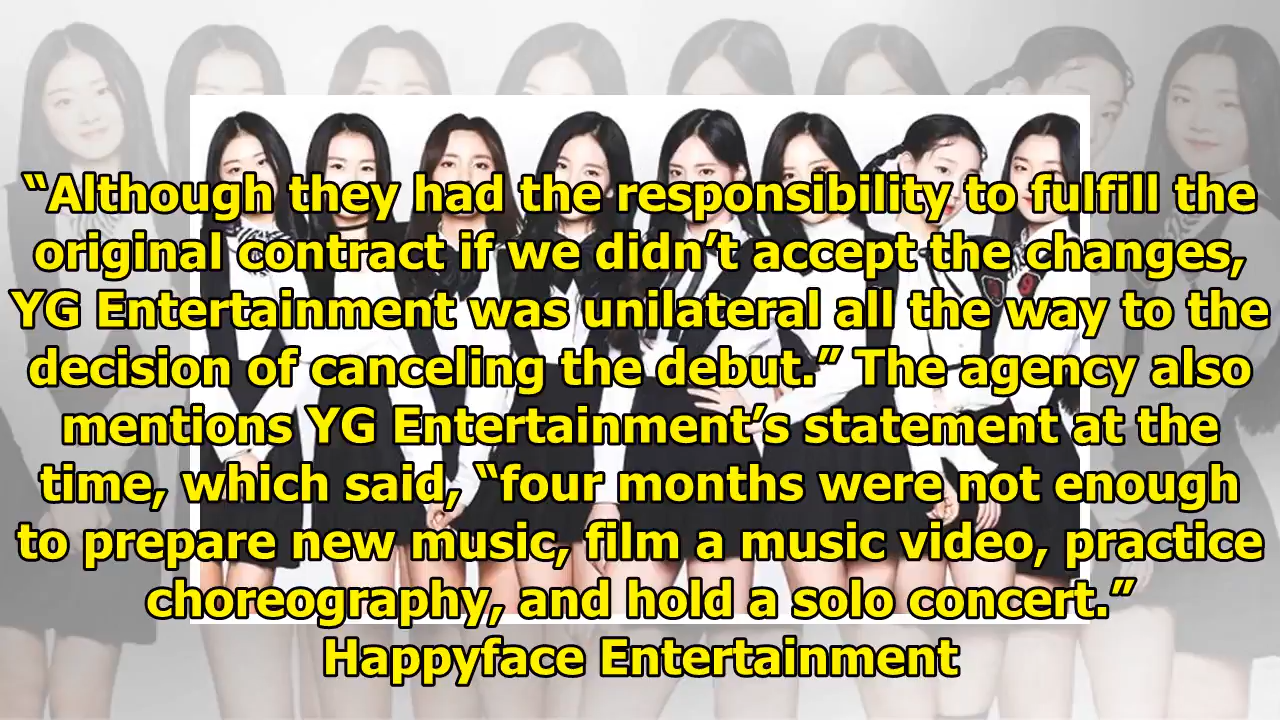 “Although they had the responsibility to fulfill the
original contract if we didn’t accept the changes,
YG Entertainment was unilateral all the way to the
decision of canceling the debut.” The agency also
mentions YG Entertainment’s statement at the
time, which said, “four months were not enough
to prepare new music, film a music video, practice
choreography, and hold a solo concert.”
Happyface Entertainment